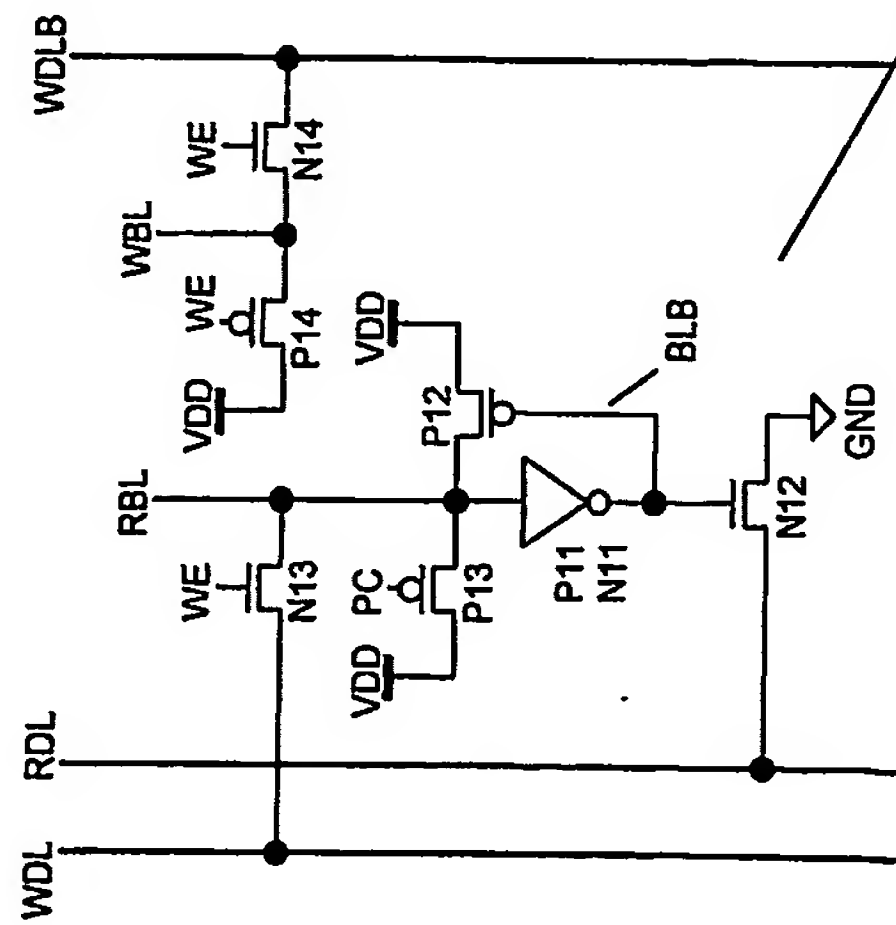 WDL
RDL
WDLB
RBL
WBL
WE
VDD
WE
WE
N13
P14
N14
VDD
PC
VDD
P12
P13
P11
N11
BLB
N12
GND